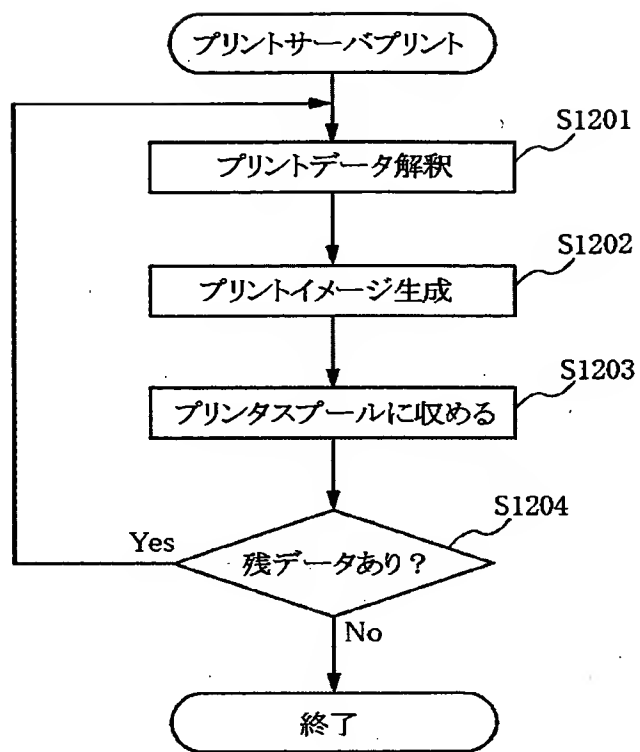 プリントサーバプリント
S1201
プリントデータ解釈
S1202
プリントイメージ生成
S1203
プリンタスプールに収める
S1204
Yes
残データあり？
No
終了